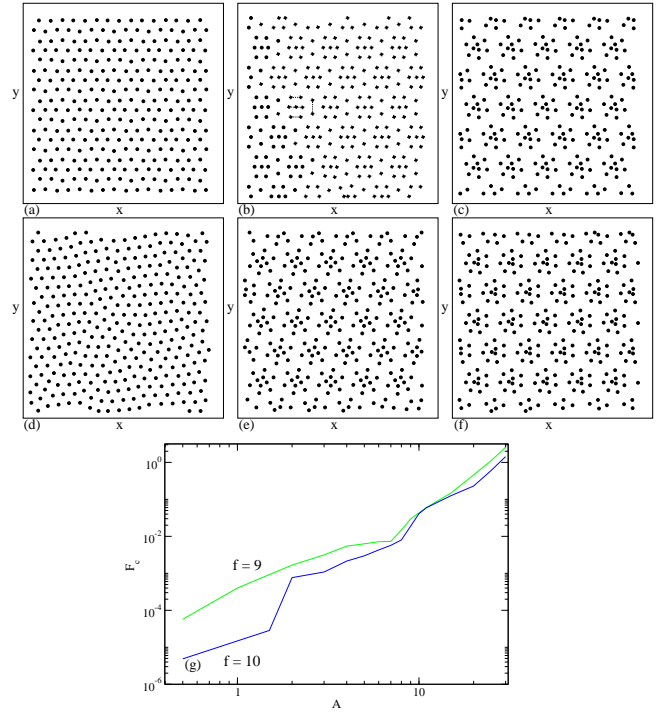 y
y
y
(a)
x
(b)
x
(c)
x
y
y
y
(d)
x
(e)
x
(f)
x
10^0
10^-2
F_c
f = 9
10^-4
(g)
f = 10
10^-6
1
10
A